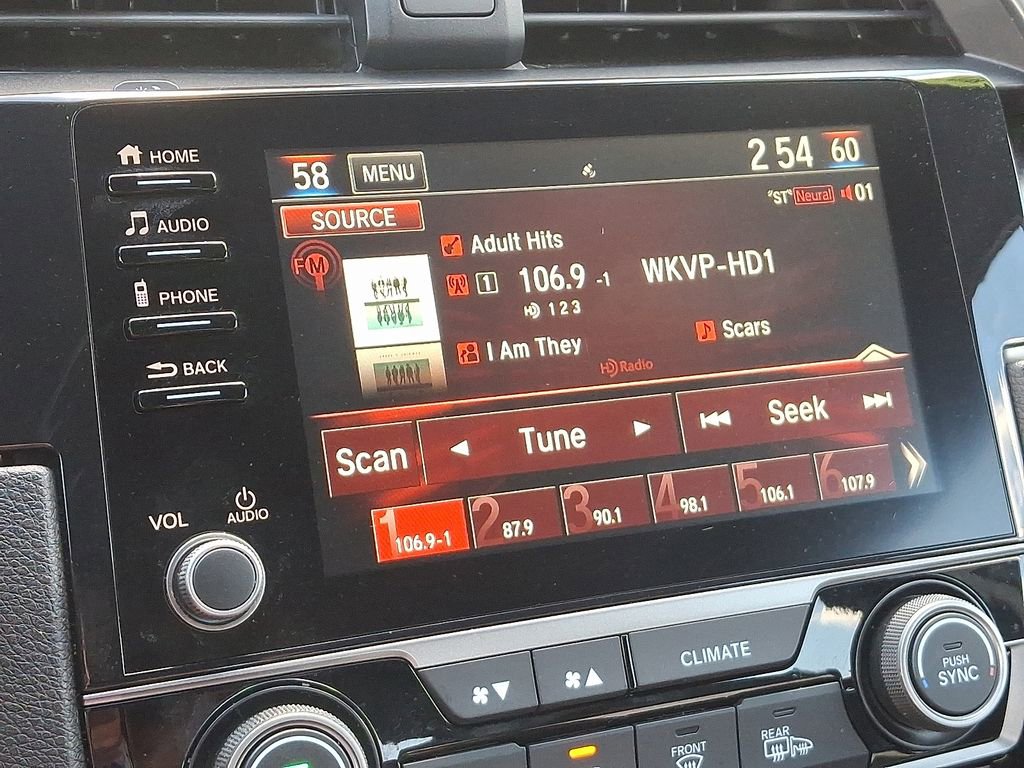 HOME
AUDIO
PHONE
BACK
VOL
AUDIO
58 MENU 2 54 60
"ST" Neural 01
SOURCE
FM
Adult Hits
1 106.9 -1 WKVP-HD1
HD 1 2 3
I Am They
Scars
HD Radio
Scan Tune Seek
1 106.9-1
2 87.9
3 90.1
4 98.1
5 106.1
6 107.9
CLIMATE
PUSH
SYNC
FRONT
REAR